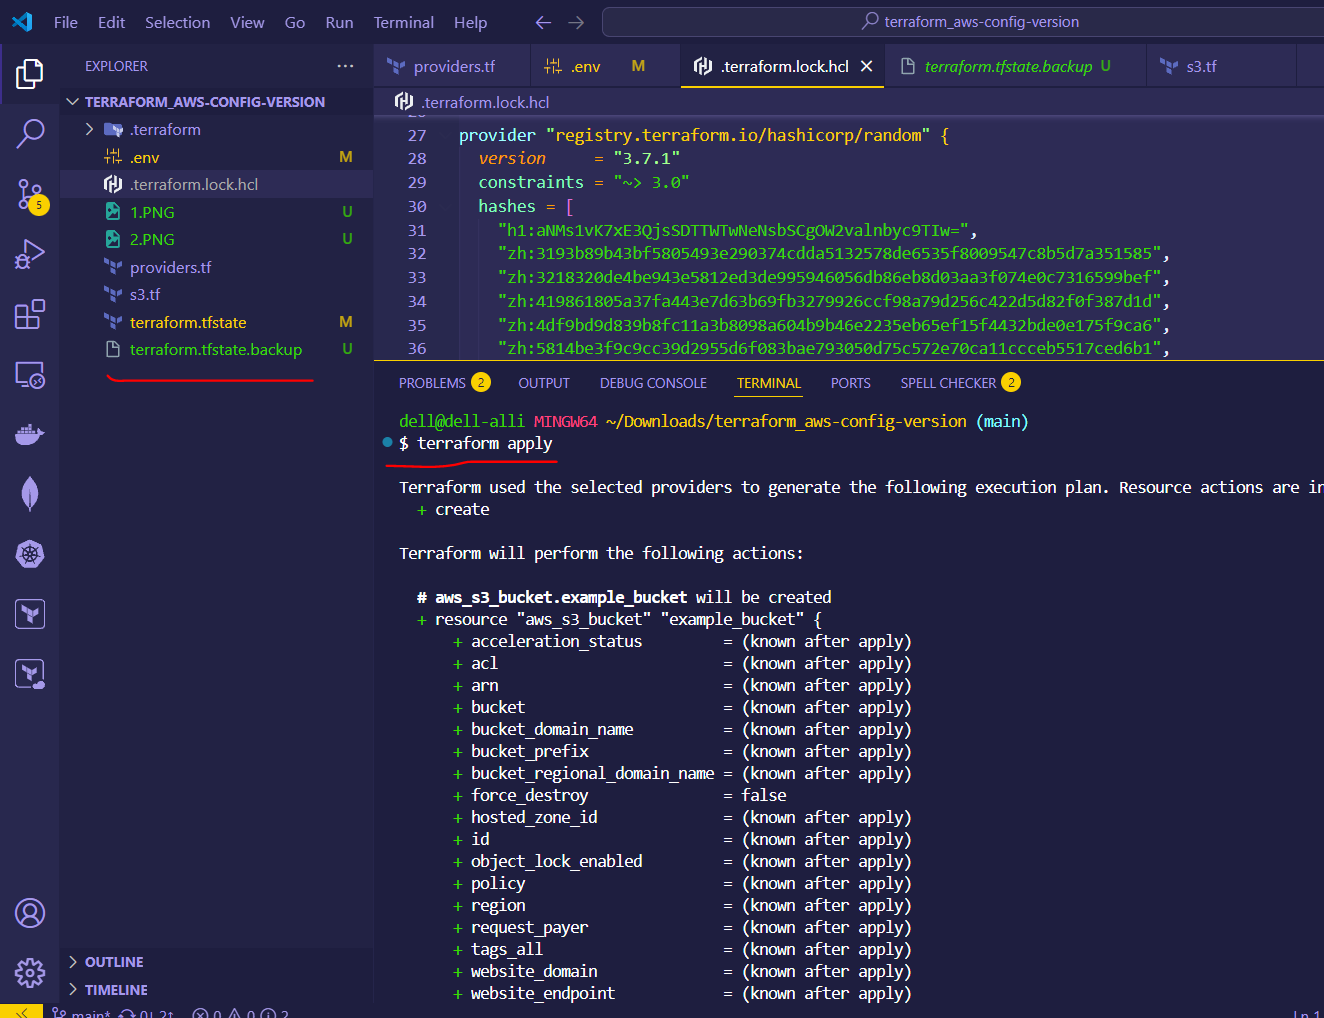 File Edit Selection View Go Run Terminal Help
terraform_aws-config-version
EXPLORER
TERRAFORM_AWS-CONFIG-VERSION
.terraform
.env M
.terraform.lock.hcl
1.PNG U
2.PNG U
providers.tf
s3.tf
terraform.tfstate M
terraform.tfstate.backup U
5
OUTLINE
TIMELINE
providers.tf
.env M
.terraform.lock.hcl
terraform.tfstate.backup U
s3.tf
.terraform.lock.hcl
27 provider "registry.terraform.io/hashicorp/random" {
28 version = "3.7.1"
29 constraints = "~> 3.0"
30 hashes = [
31 "h1:aNMs1vK7xE3QjsSDTTWTwNeNsbSCgOW2valnbyc9TIw=",
32 "zh:3193b89b43bf5805493e290374cdda5132578de6535f8009547c8b5d7a351585",
33 "zh:3218320de4be943e5812ed3de995946056db86eb8d03aa3f074e0c7316599bef",
34 "zh:419861805a37fa443e7d63b69fb3279926ccf98a79d256c422d5d82f0f387d1d",
35 "zh:4df9bd9d839b8fc11a3b8098a604b9b46e2235eb65ef15f4432bde0e175f9ca6",
36 "zh:5814be3f9c9cc39d2955d6f083bae793050d75c572e70ca11ccceb5517ced6b1",
PROBLEMS 2 OUTPUT DEBUG CONSOLE TERMINAL PORTS SPELL CHECKER 2
dell@dell-alli MINGW64 ~/Downloads/terraform_aws-config-version (main)
$ terraform apply
Terraform used the selected providers to generate the following execution plan. Resource actions are in
+ create
Terraform will perform the following actions:
# aws_s3_bucket.example_bucket will be created
+ resource "aws_s3_bucket" "example_bucket" {
+ acceleration_status = (known after apply)
+ acl = (known after apply)
+ arn = (known after apply)
+ bucket = (known after apply)
+ bucket_domain_name = (known after apply)
+ bucket_prefix = (known after apply)
+ bucket_regional_domain_name = (known after apply)
+ force_destroy = false
+ hosted_zone_id = (known after apply)
+ id = (known after apply)
+ object_lock_enabled = (known after apply)
+ policy = (known after apply)
+ region = (known after apply)
+ request_payer = (known after apply)
+ tags_all = (known after apply)
+ website_domain = (known after apply)
+ website_endpoint = (known after apply)
main* 0↓ 2↑ 0 0 2
Ln 1